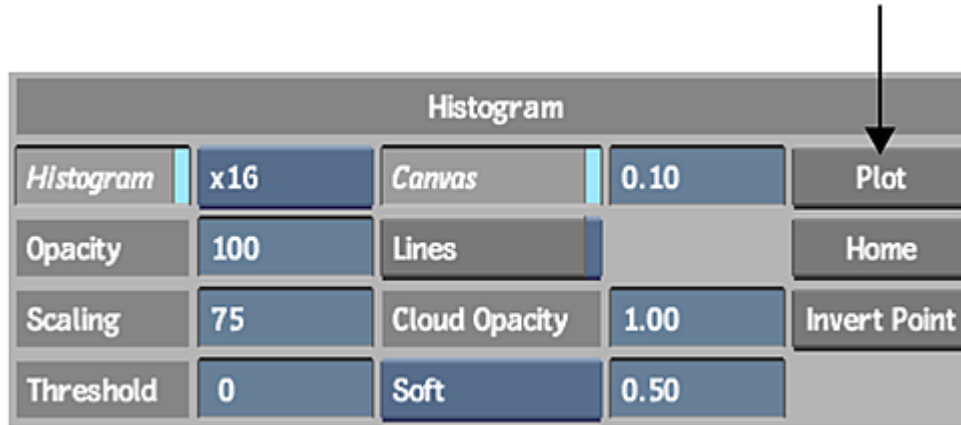 Histogram
Histogram x16 Canvas 0.10 Plot
Opacity 100 Lines Home
Scaling 75 Cloud Opacity 1.00 Invert Point
Threshold 0 Soft 0.50